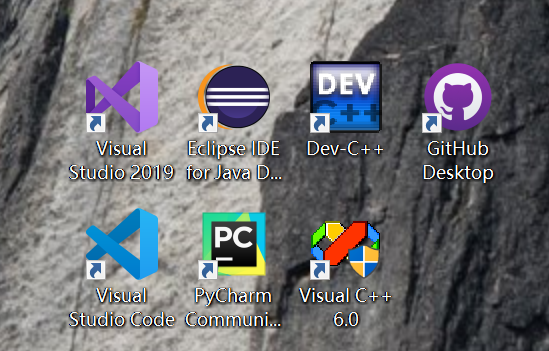 DEV
C++
Visual
Studio 2019
Eclipse IDE
for Java D...
Dev-C++
GitHub
Desktop
PC
Visual
Studio Code
PyCharm
Communi...
Visual C++
6.0